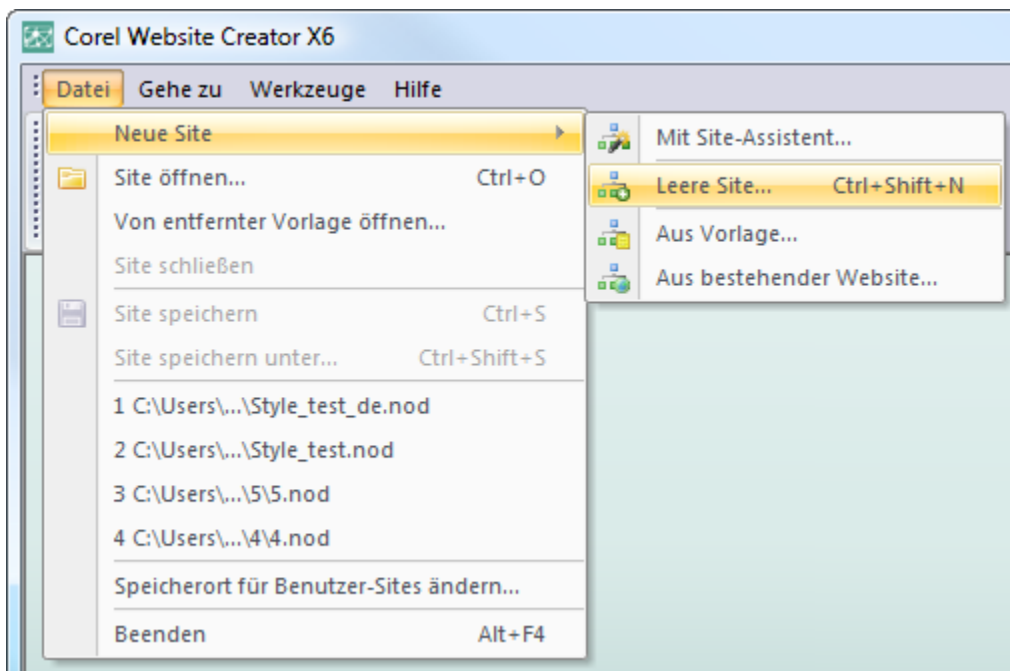 Corel Website Creator X6
Datei Gehe zu Werkzeuge Hilfe
Neue Site
Site öffnen... Ctrl+O
Von entfernter Vorlage öffnen...
Site schließen
Site speichern Ctrl+S
Site speichern unter... Ctrl+Shift+S
1 C:\Users\...\Style_test_de.nod
2 C:\Users\...\Style_test.nod
3 C:\Users\...\5\5.nod
4 C:\Users\...\4\4.nod
Speicherort für Benutzer-Sites ändern...
Beenden Alt+F4
Mit Site-Assistent...
Leere Site... Ctrl+Shift+N
Aus Vorlage...
Aus bestehender Website...